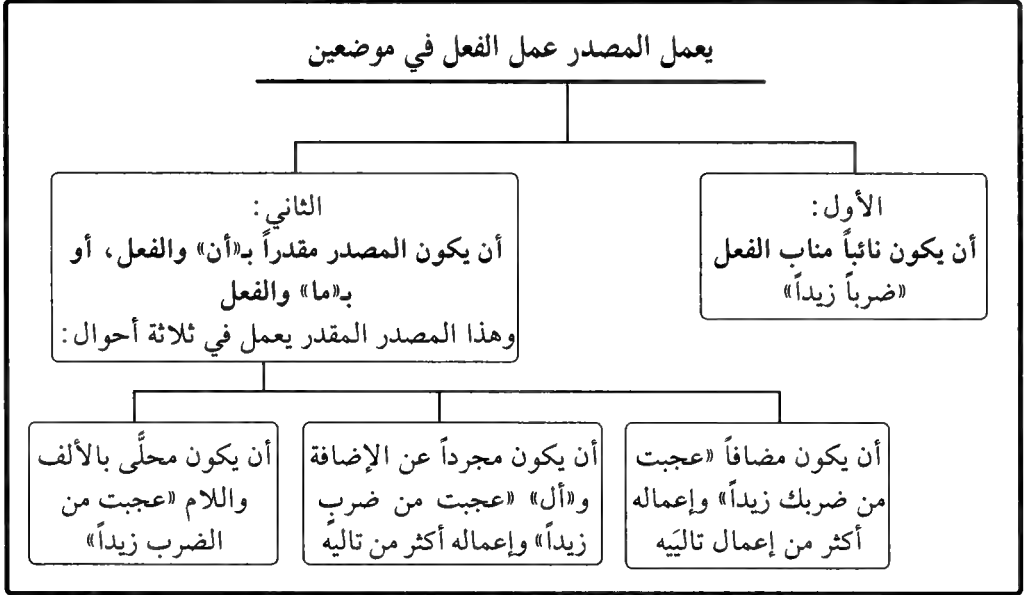 يعمل المصدر عمل الفعل في موضعين
الأول:
أن يكون نائباً مناب الفعل
«ضرباً زيداً»
الثاني:
أن يكون المصدر مقدراً بـ«أن» والفعل، أو
بـ«ما» والفعل
وهذا المصدر المقدر يعمل في ثلاثة أحوال:
أن يكون مضافاً «عجبت
من ضربك زيداً» وإعماله
أكثر من إعمال تاليَيه
أن يكون مجرداً عن الإضافة
و«أل» «عجبت من ضربٍ
زيداً» وإعماله أكثر من تاليه
أن يكون محلَّى بالألف
واللام «عجبت من
الضرب زيداً»